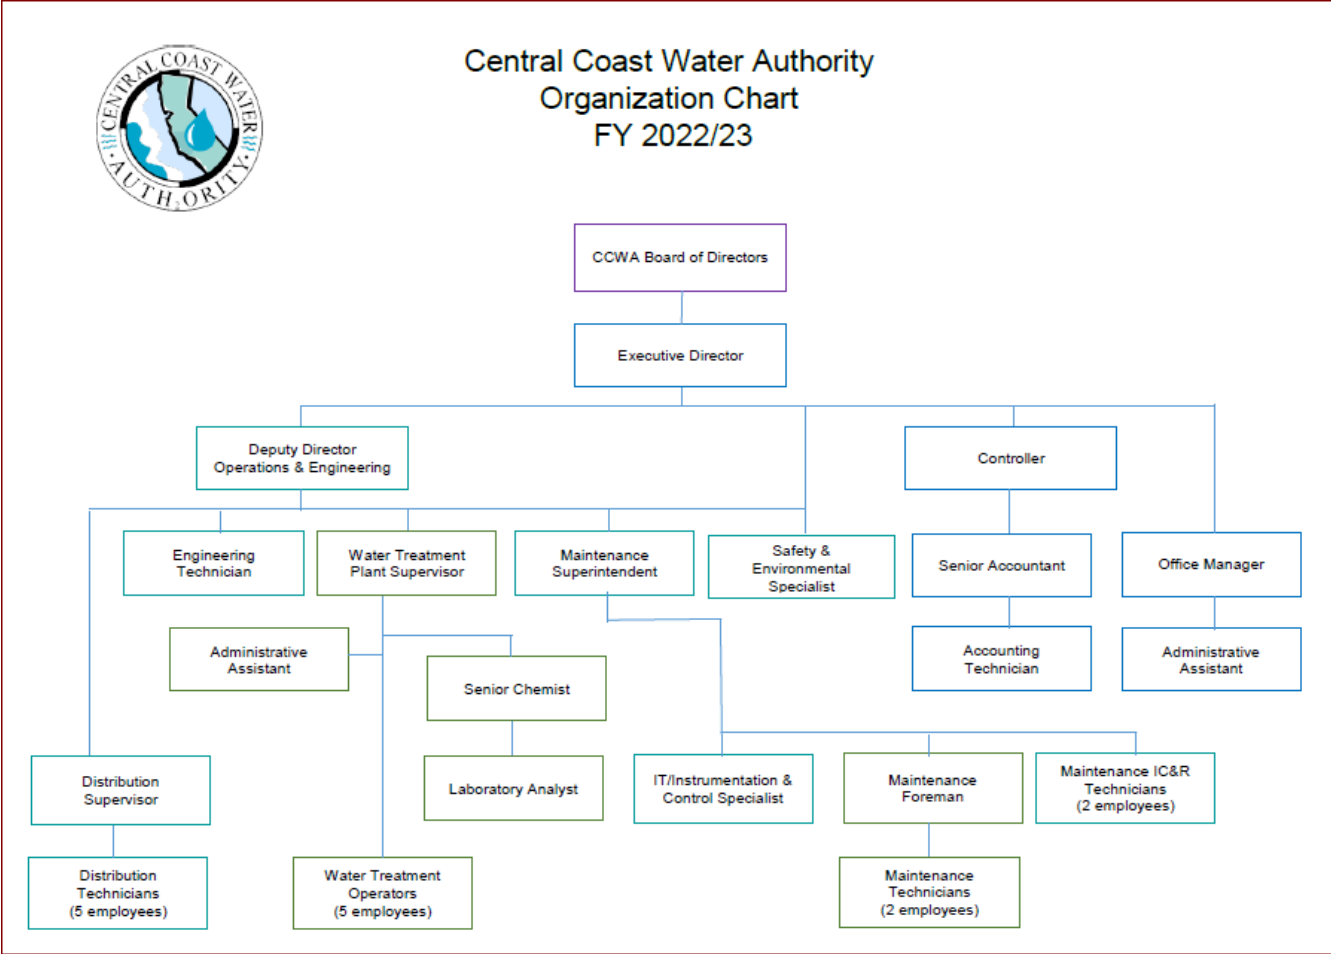 Central Coast Water Authority
Organization Chart
FY 2022/23
CENTRAL COAST WATER
AUTH2ORITY
CCWA Board of Directors
Executive Director
Deputy Director
Operations & Engineering
Controller
Engineering
Technician
Water Treatment
Plant Supervisor
Maintenance
Superintendent
Safety &
Environmental
Specialist
Senior Accountant
Office Manager
Administrative
Assistant
Senior Chemist
Accounting
Technician
Administrative
Assistant
Distribution
Supervisor
Laboratory Analyst
IT/Instrumentation &
Control Specialist
Maintenance
Foreman
Maintenance IC&R
Technicians
(2 employees)
Distribution
Technicians
(5 employees)
Water Treatment
Operators
(5 employees)
Maintenance
Technicians
(2 employees)